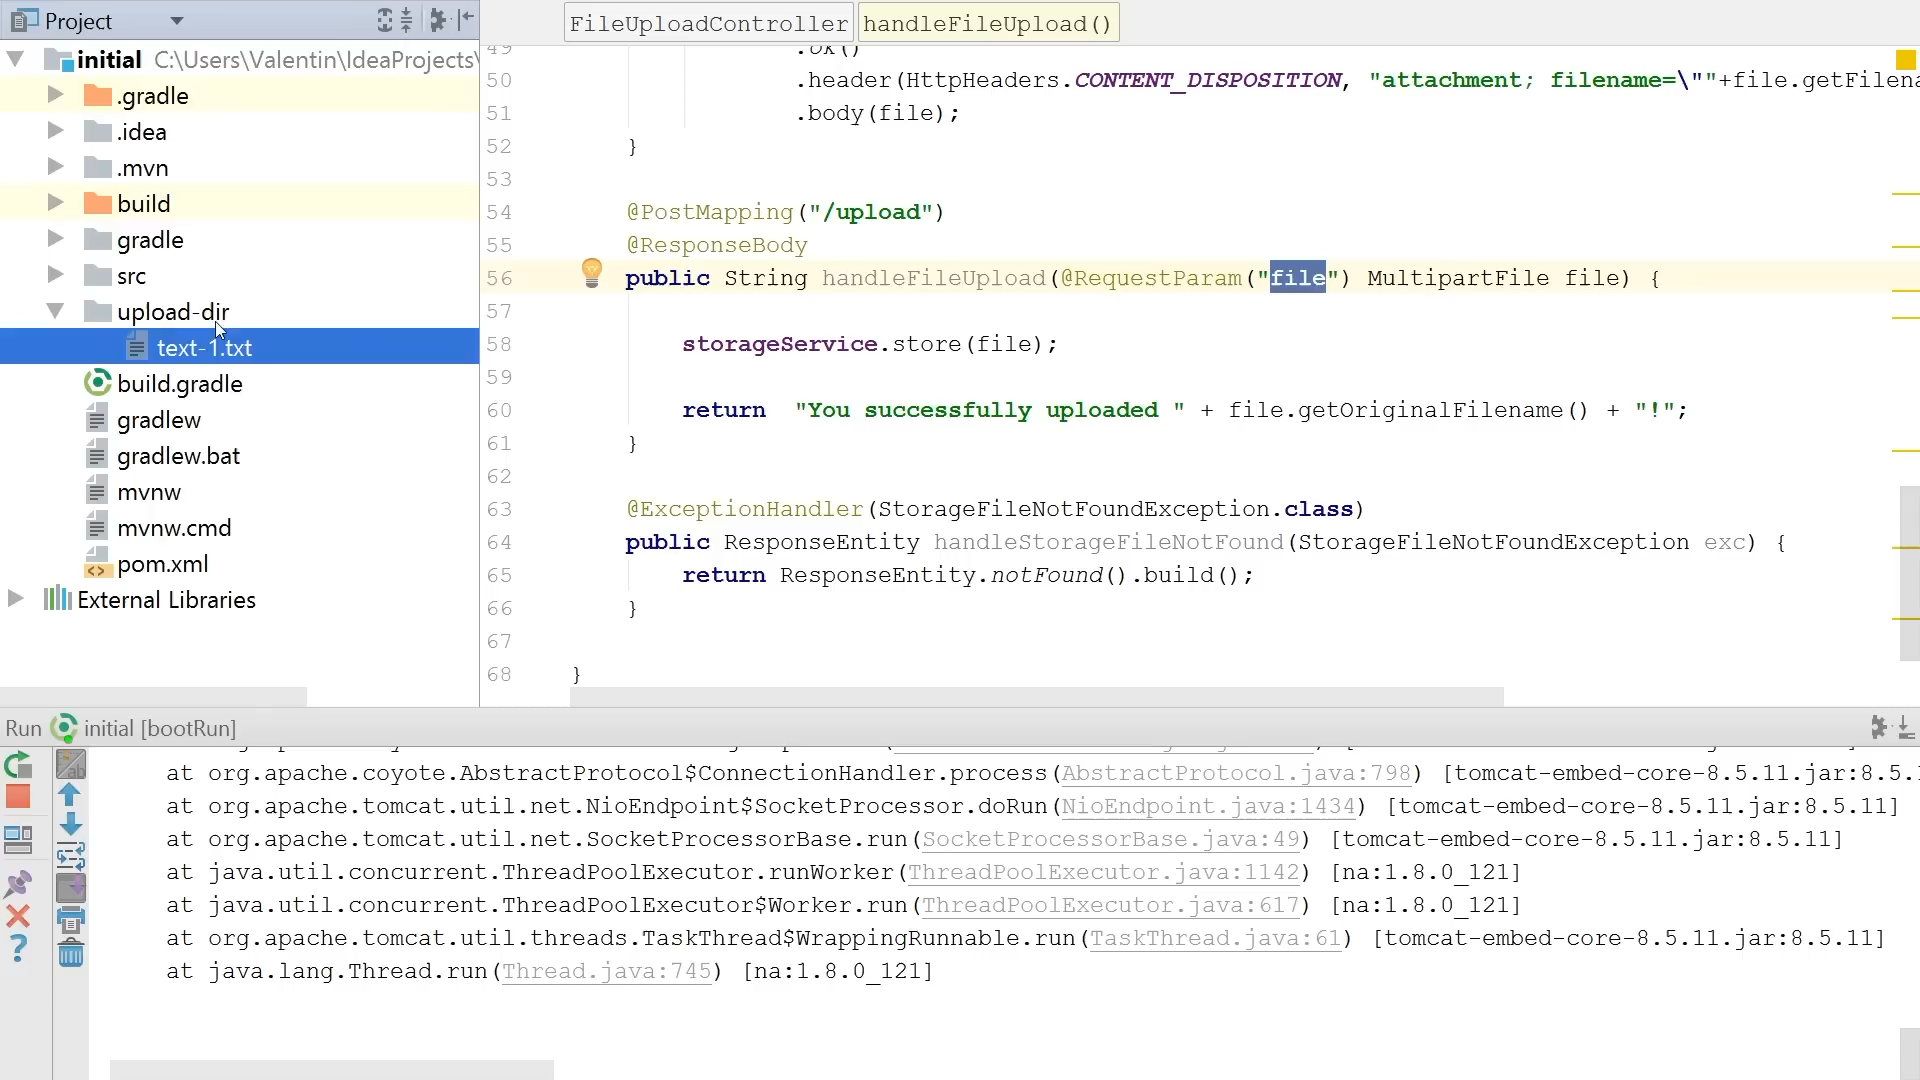 Project
initial C:\Users\Valentin\IdeaProjects\
.gradle
.idea
.mvn
build
gradle
src
upload-dir
text-1.txt
build.gradle
gradlew
gradlew.bat
mvnw
mvnw.cmd
pom.xml
External Libraries
FileUploadController handleFileUpload()
49 .ok()
50 .header(HttpHeaders.CONTENT_DISPOSITION, "attachment; filename=\""+file.getFilena
51 .body(file);
52 }
53
54 @PostMapping("/upload")
55 @ResponseBody
56 public String handleFileUpload(@RequestParam("file") MultipartFile file) {
57
58 storageService.store(file);
59
60 return "You successfully uploaded " + file.getOriginalFilename() + "!";
61 }
62
63 @ExceptionHandler(StorageFileNotFoundException.class)
64 public ResponseEntity handleStorageFileNotFound(StorageFileNotFoundException exc) {
65 return ResponseEntity.notFound().build();
66 }
67
68 }
Run initial [bootRun]
at org.apache.coyote.AbstractProtocol$ConnectionHandler.process(AbstractProtocol.java:798) [tomcat-embed-core-8.5.11.jar:8.5.1
at org.apache.tomcat.util.net.NioEndpoint$SocketProcessor.doRun(NioEndpoint.java:1434) [tomcat-embed-core-8.5.11.jar:8.5.11]
at org.apache.tomcat.util.net.SocketProcessorBase.run(SocketProcessorBase.java:49) [tomcat-embed-core-8.5.11.jar:8.5.11]
at java.util.concurrent.ThreadPoolExecutor.runWorker(ThreadPoolExecutor.java:1142) [na:1.8.0_121]
at java.util.concurrent.ThreadPoolExecutor$Worker.run(ThreadPoolExecutor.java:617) [na:1.8.0_121]
at org.apache.tomcat.util.threads.TaskThread$WrappingRunnable.run(TaskThread.java:61) [tomcat-embed-core-8.5.11.jar:8.5.11]
at java.lang.Thread.run(Thread.java:745) [na:1.8.0_121]